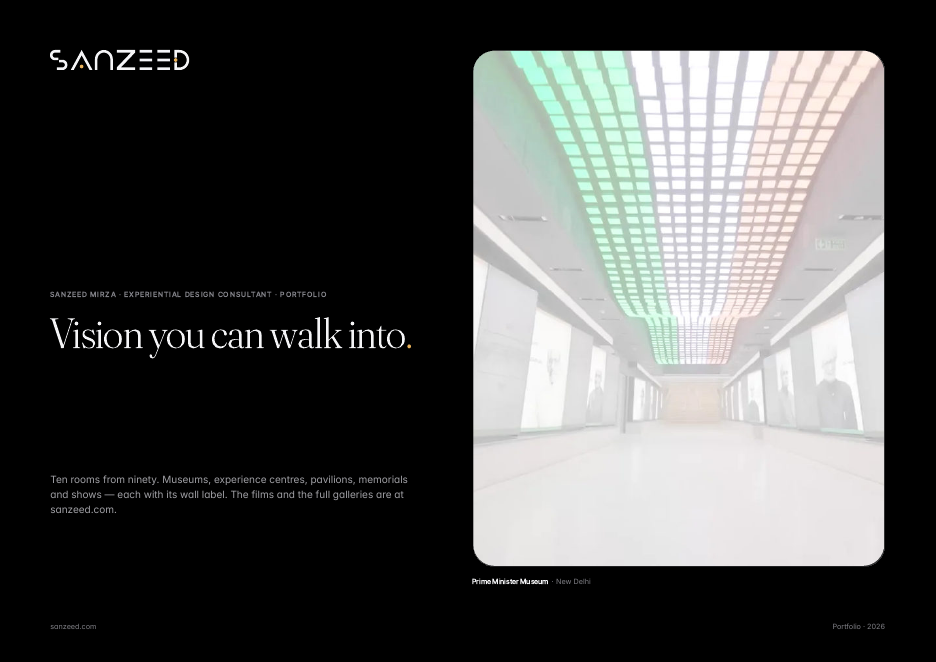 SANZEED
SANZEED MIRZA · EXPERIENTIAL DESIGN CONSULTANT · PORTFOLIO
Vision you can walk into.
Ten rooms from ninety. Museums, experience centres, pavilions, memorials
and shows — each with its wall label. The films and the full galleries are at
sanzeed.com.
Prime Minister Museum · New Delhi
sanzeed.com
Portfolio · 2026